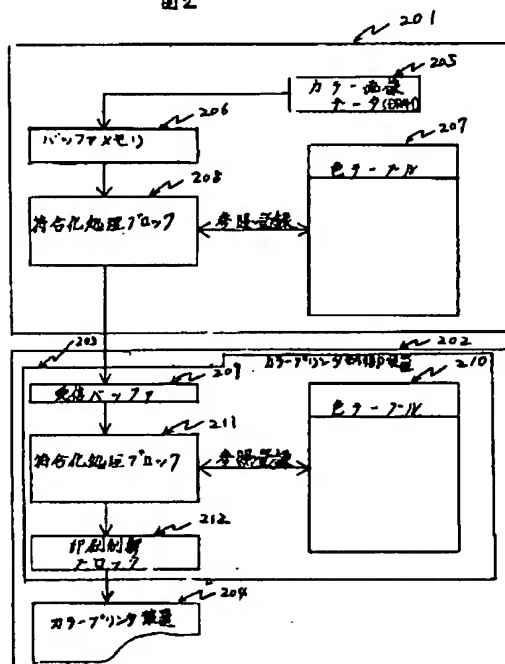 図2
201
205
カラー画像
データ(印刷)
206
207
バッファメモリ
色テーブル
208
符合化処理ブロック
参照登録
202
203
カラープリンタ制御装置
209
210
受信バッファ
色テーブル
211
符合化処理ブロック
参照登録
212
印刷制御
ブロック
204
カラープリンタ装置